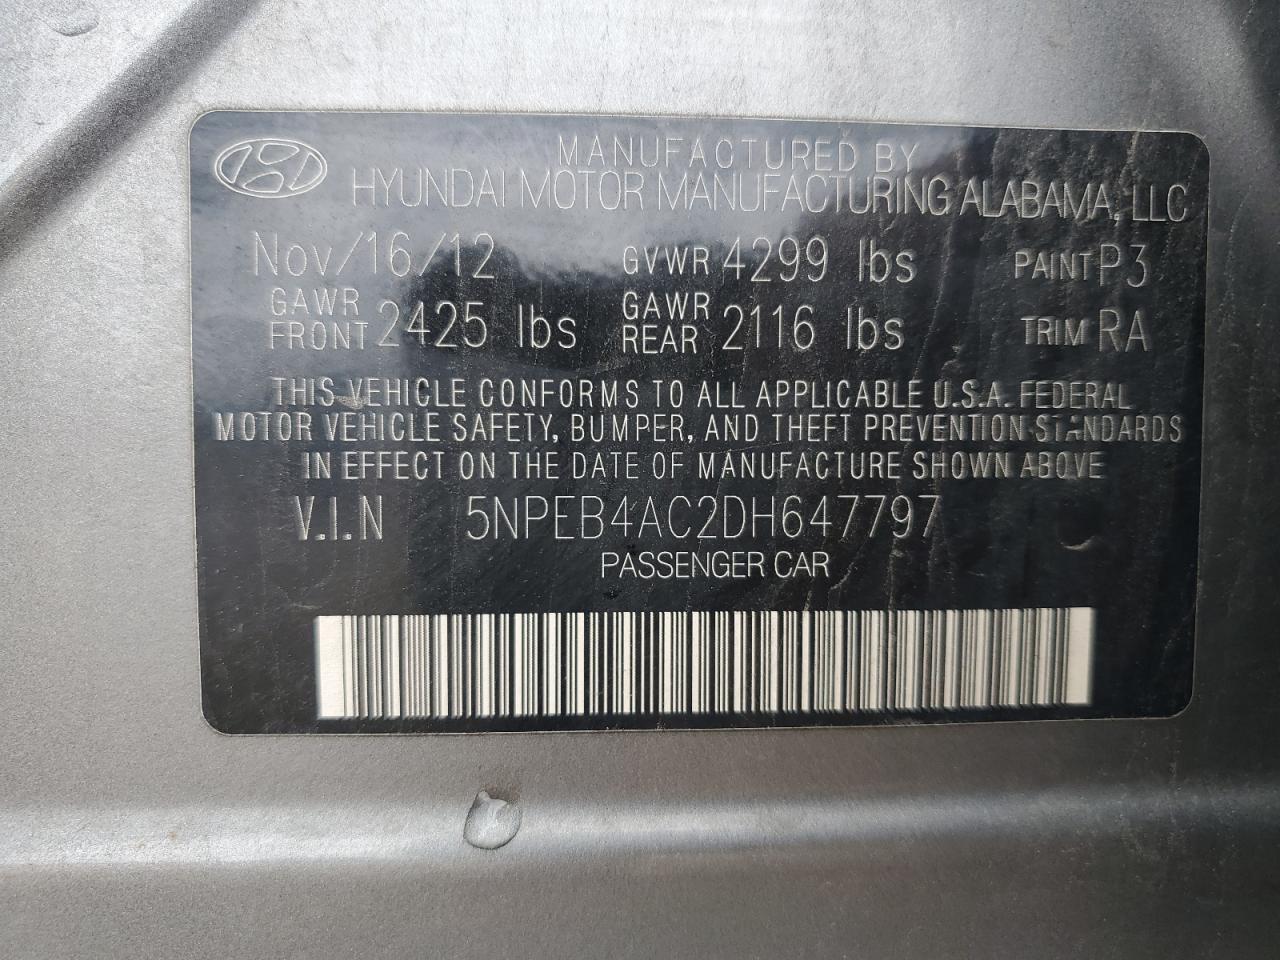 MANUFACTURED BY
HYUNDAI MOTOR MANUFACTURING ALABAMA, LLC
Nov/16/12 GVWR 4299 lbs PAINT P3
GAWR FRONT 2425 lbs GAWR REAR 2116 lbs TRIM RA
THIS VEHICLE CONFORMS TO ALL APPLICABLE U.S.A. FEDERAL
MOTOR VEHICLE SAFETY, BUMPER, AND THEFT PREVENTION STANDARDS
IN EFFECT ON THE DATE OF MANUFACTURE SHOWN ABOVE
V.I.N 5NPEB4AC2DH647797
PASSENGER CAR